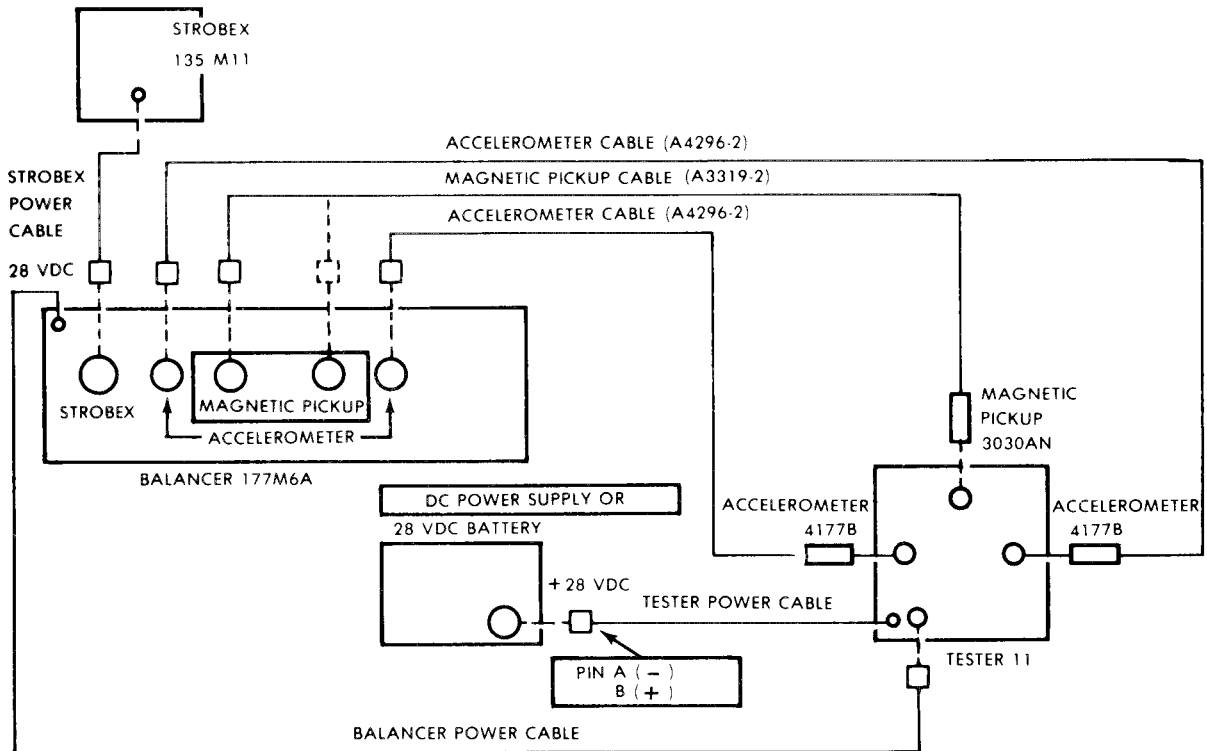 STROBEX
135 M11
ACCELEROMETER CABLE (A4296-2)
STROBEX
POWER
CABLE
MAGNETIC PICKUP CABLE (A3319-2)
ACCELEROMETER CABLE (A4296-2)
28 VDC
STROBEX
MAGNETIC PICKUP
ACCELEROMETER
BALANCER 177M6A
MAGNETIC
PICKUP
3030AN
DC POWER SUPPLY OR
28 VDC BATTERY
ACCELEROMETER
4177B
ACCELEROMETER
4177B
+ 28 VDC
TESTER POWER CABLE
PIN A ( - )
B ( + )
TESTER 11
BALANCER POWER CABLE